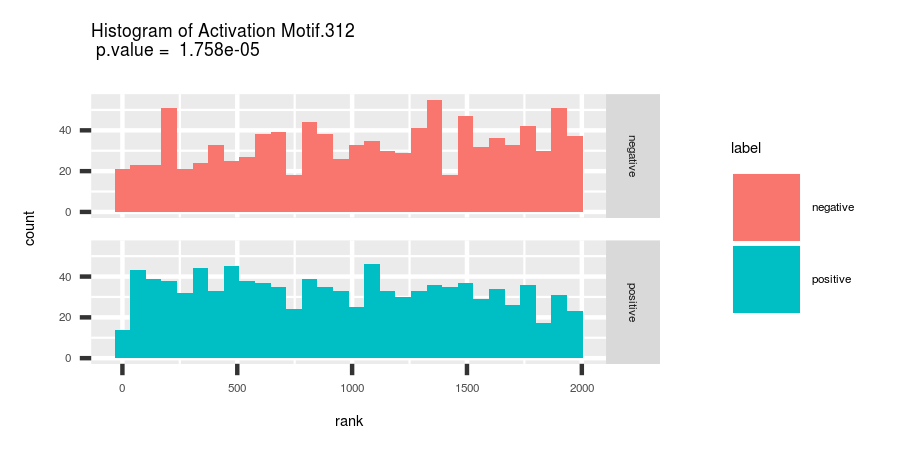 Histogram of Activation Motif.312
p.value = 1.758e-05
count
40
20
0
negative
40
20
0
positive
0 500 1000 1500 2000
rank
label
negative
positive